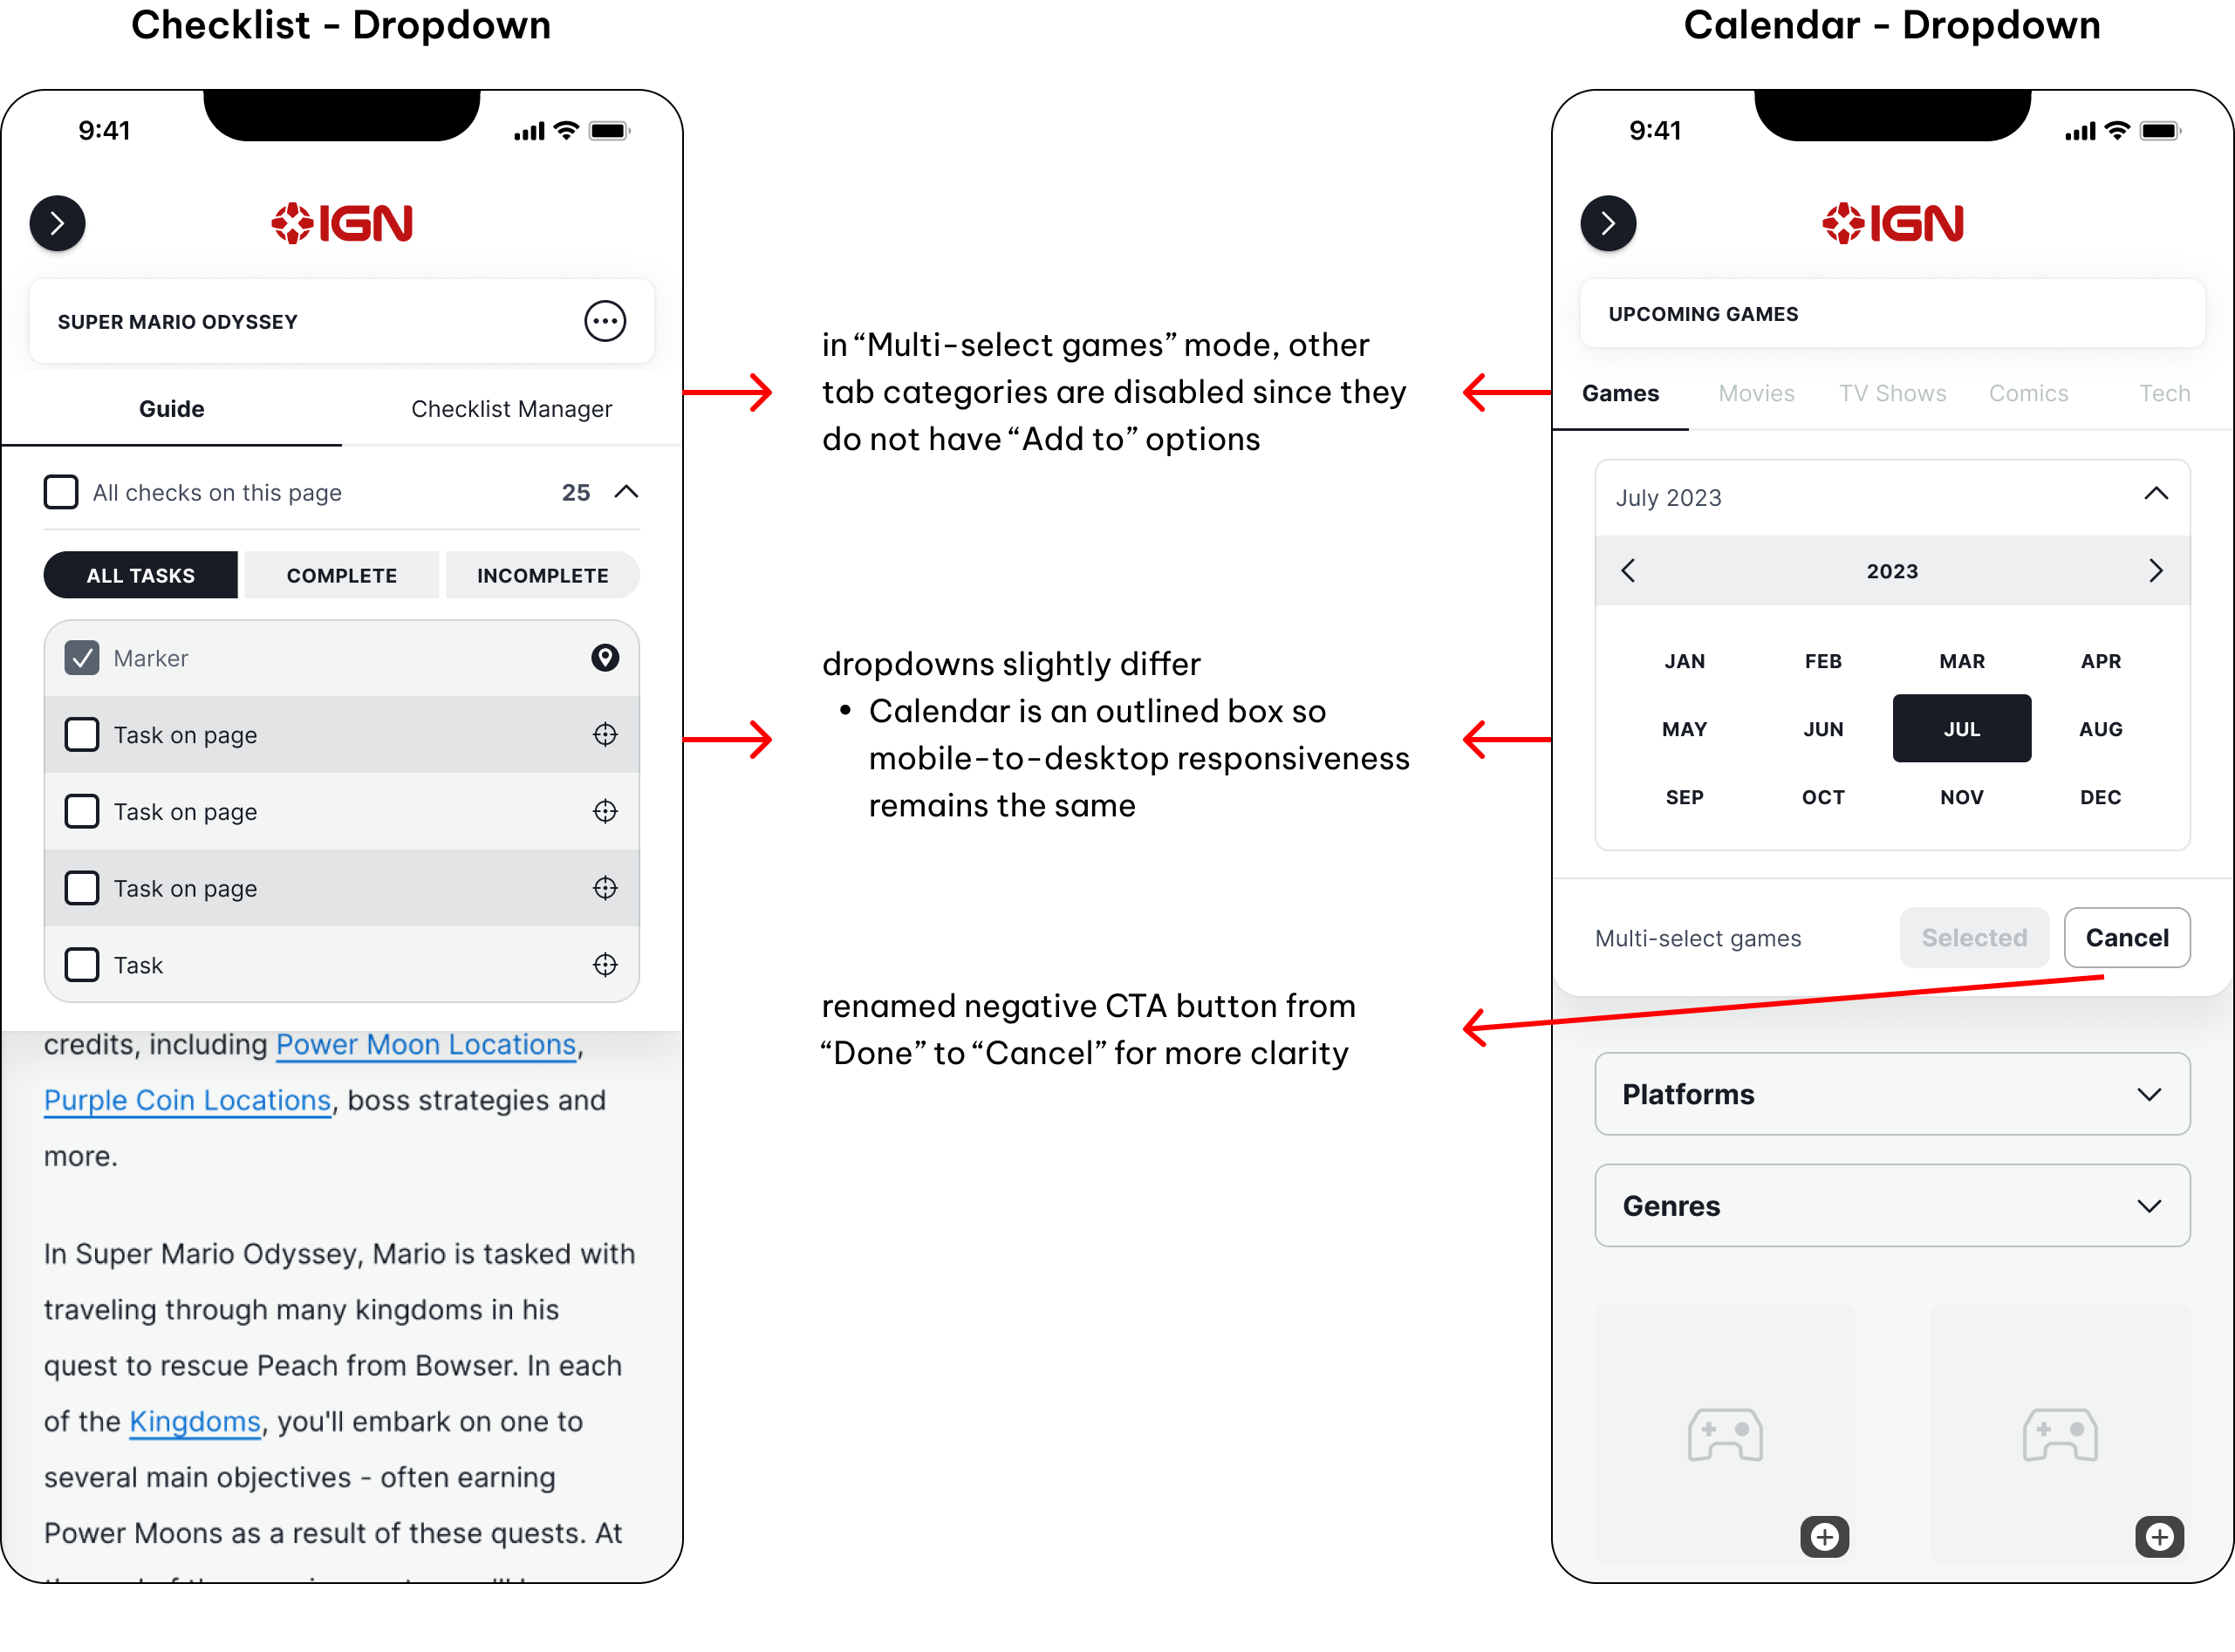 Checklist - Dropdown
9:41
IGN
SUPER MARIO ODYSSEY
Guide
Checklist Manager
All checks on this page
25
ALL TASKS
COMPLETE
INCOMPLETE
Marker
Task on page
Task on page
Task on page
Task
credits, including Power Moon Locations,
Purple Coin Locations, boss strategies and
more.
In Super Mario Odyssey, Mario is tasked with
traveling through many kingdoms in his
quest to rescue Peach from Bowser. In each
of the Kingdoms, you'll embark on one to
several main objectives - often earning
Power Moons as a result of these quests. At
in “Multi-select games” mode, other
tab categories are disabled since they
do not have “Add to” options
dropdowns slightly differ
• Calendar is an outlined box so
mobile-to-desktop responsiveness
remains the same
renamed negative CTA button from
“Done” to “Cancel” for more clarity
Calendar - Dropdown
9:41
IGN
UPCOMING GAMES
Games
Movies
TV Shows
Comics
Tech
July 2023
2023
JAN
FEB
MAR
APR
MAY
JUN
JUL
AUG
SEP
OCT
NOV
DEC
Multi-select games
Selected
Cancel
Platforms
Genres